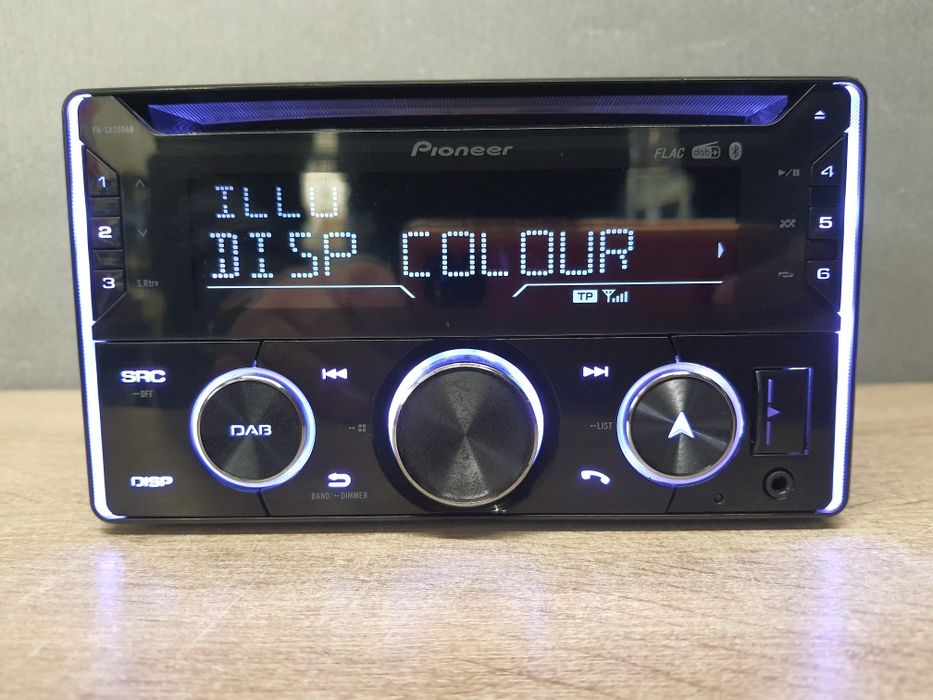 FH-S820DAB
Pioneer
FLAC dab+
ILLU
DISP COLOUR
TP
1
2
3
S.Rtrv
4
5
6
SRC
OFF
DAB
DISP
BAND/ DIMMER
LIST